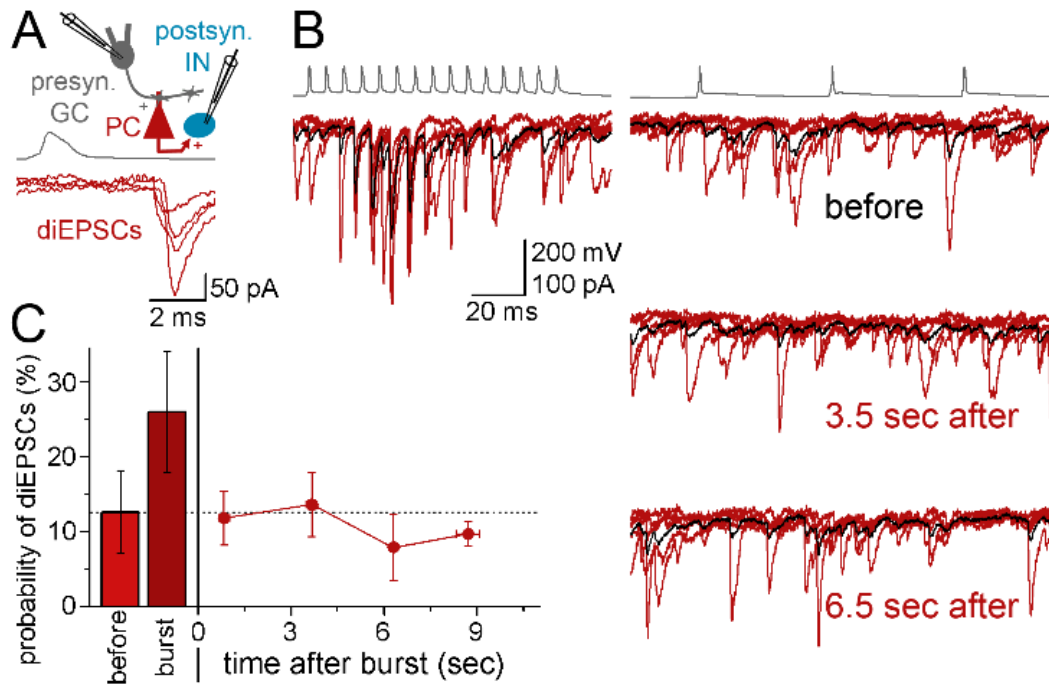 A
postsyn.
IN
presyn.
GC
+
PC
+
diEPSCs
50 pA
2 ms
B
200 mV
100 pA
20 ms
before
3.5 sec after
6.5 sec after
C
probability of diEPSCs (%)
30
20
10
0
before
burst
0
3
6
9
time after burst (sec)